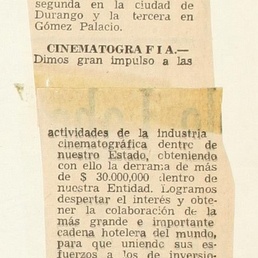 segunda en la ciudad de
Durango y la tercera en
Gómez Palacio.
CINEMATOGRAFIA.—
Dimos gran impulso a las
actividades de la industria
cinematográfica dentro de
nuestro Estado, obteniendo
con ello la derrama de más
de $ 30.000,000 dentro de
nuestra Entidad. Logramos
despertar el interés y obte-
ner la colaboración de la
más grande e importante
cadena hotelera del mundo,
para que uniendo sus es-
fuerzos a los de inversio-